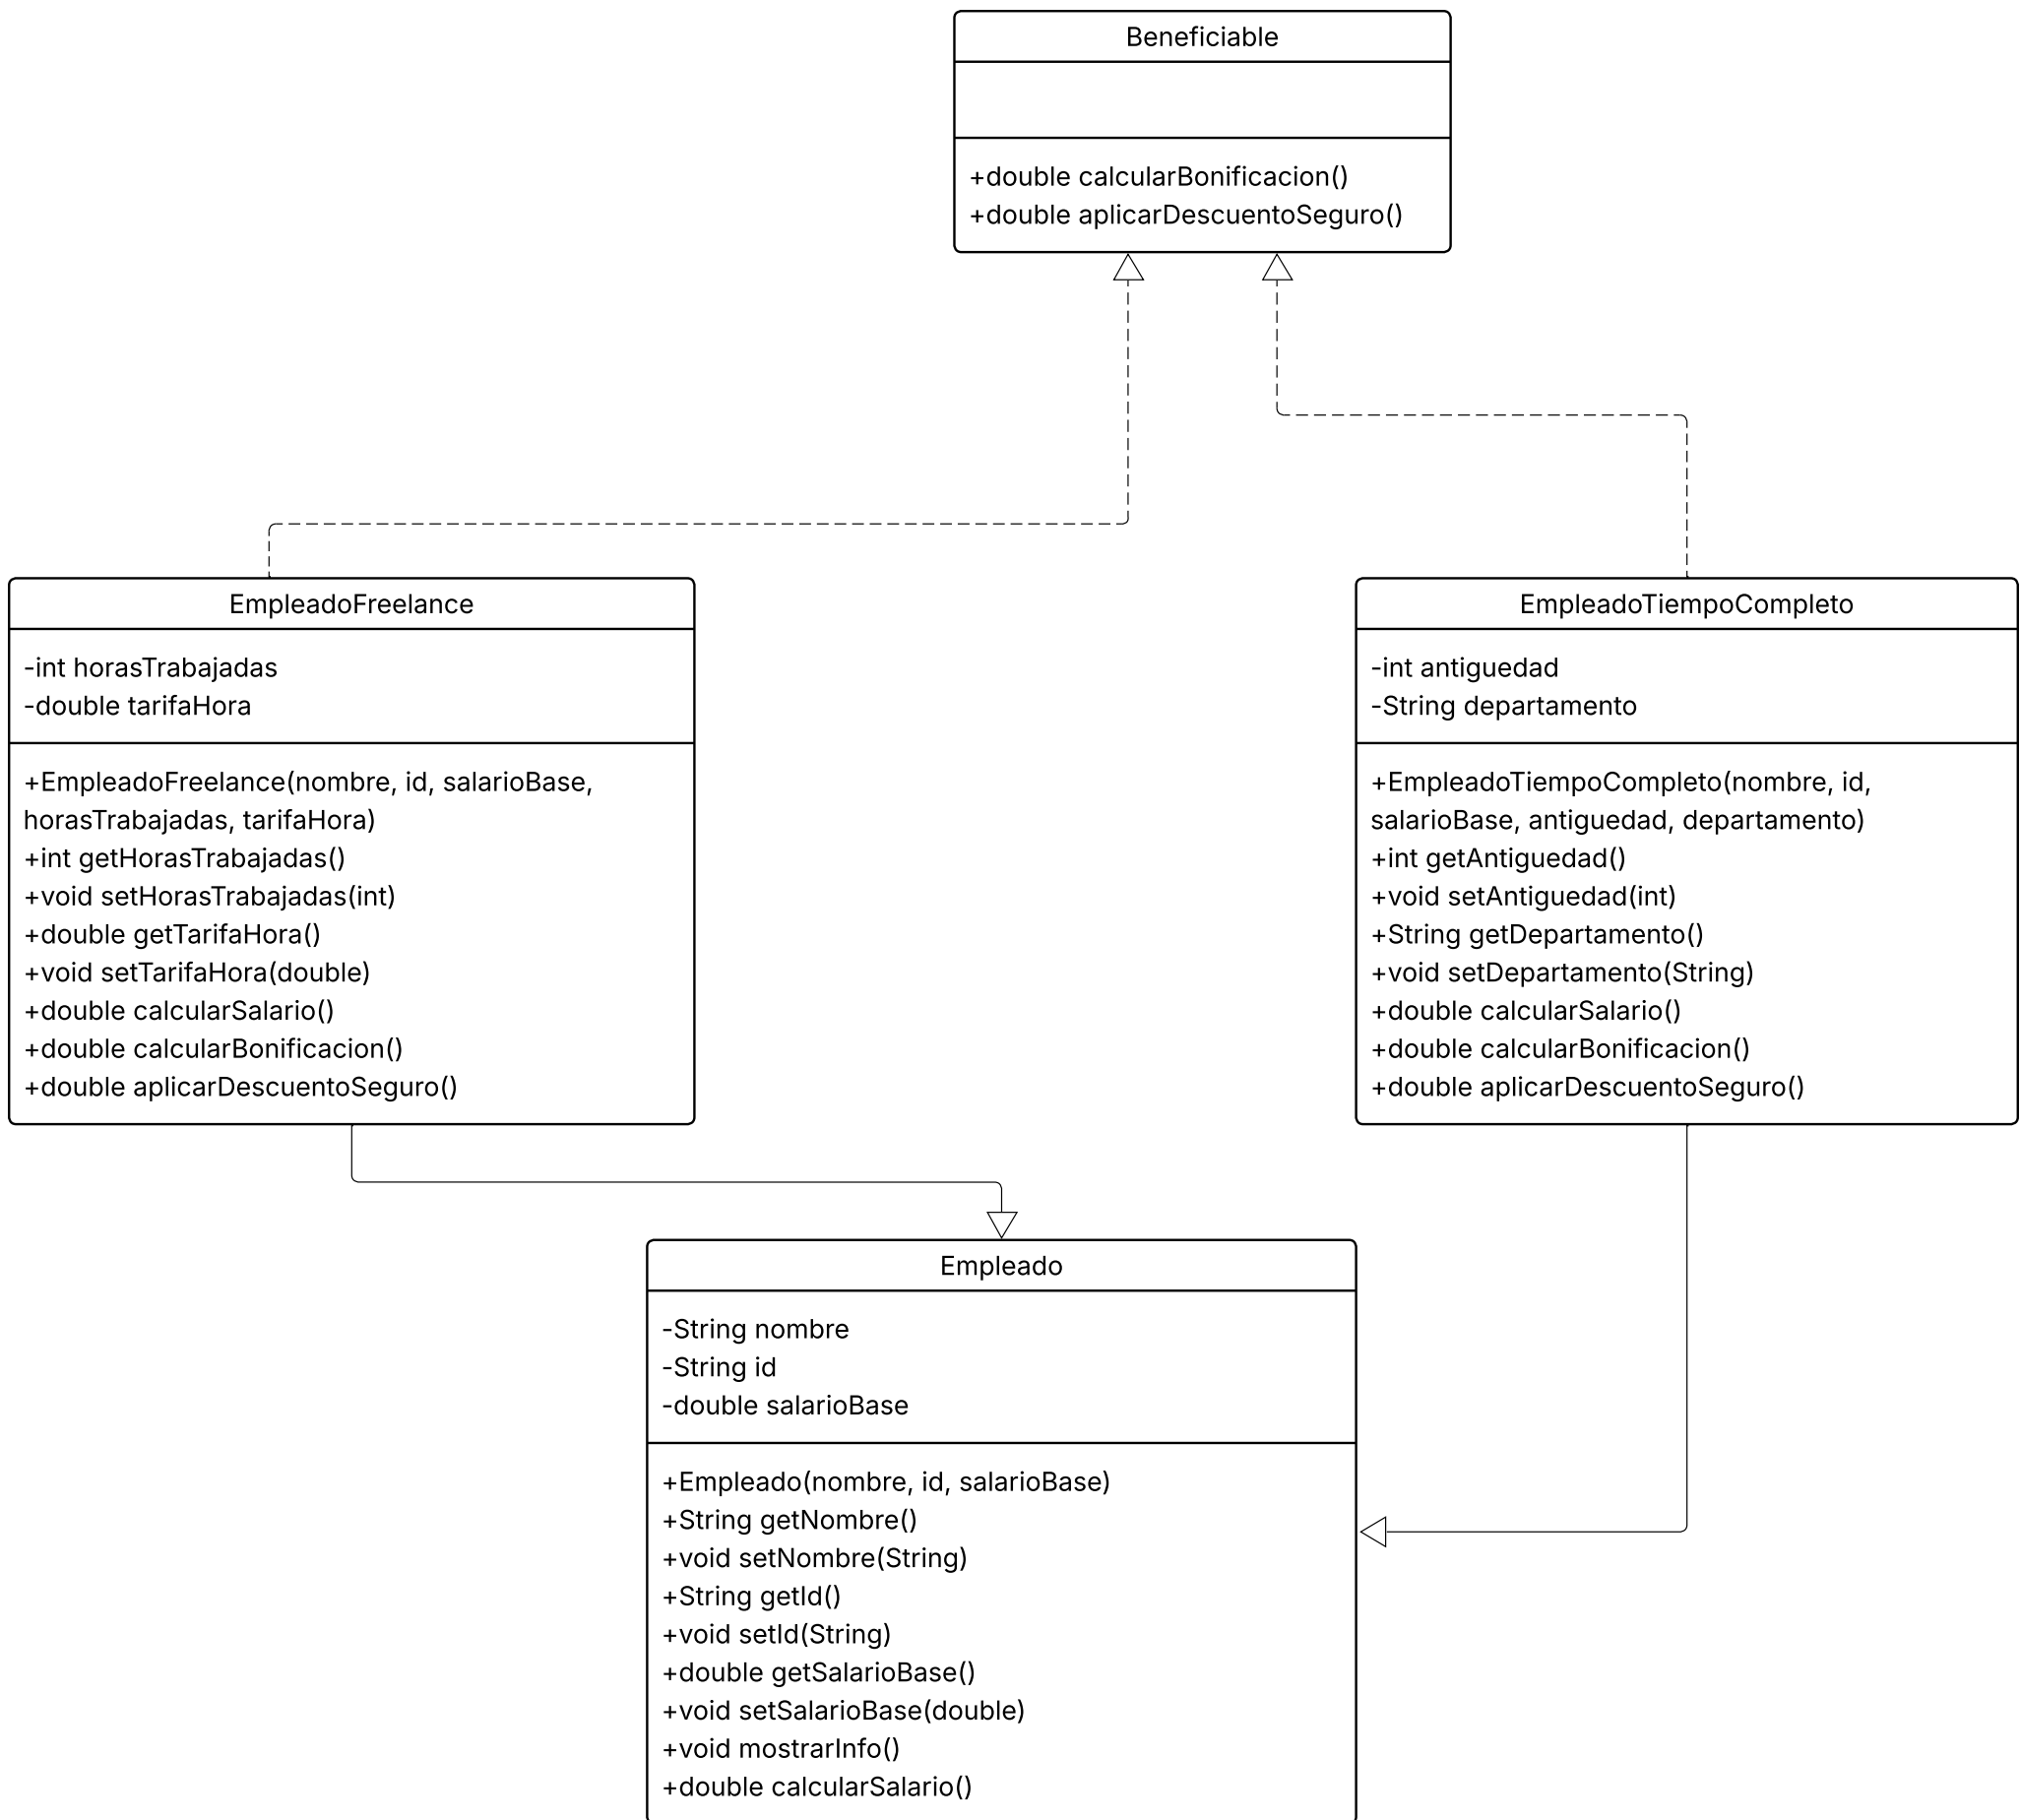 Beneficiable
+double calcularBonificacion()
+double aplicarDescuentoSeguro()
EmpleadoFreelance
-int horasTrabajadas
-double tarifaHora
+EmpleadoFreelance(nombre, id, salarioBase,
horasTrabajadas, tarifaHora)
+int getHorasTrabajadas()
+void setHorasTrabajadas(int)
+double getTarifaHora()
+void setTarifaHora(double)
+double calcularSalario()
+double calcularBonificacion()
+double aplicarDescuentoSeguro()
EmpleadoTiempoCompleto
-int antiguedad
-String departamento
+EmpleadoTiempoCompleto(nombre, id,
salarioBase, antiguedad, departamento)
+int getAntiguedad()
+void setAntiguedad(int)
+String getDepartamento()
+void setDepartamento(String)
+double calcularSalario()
+double calcularBonificacion()
+double aplicarDescuentoSeguro()
Empleado
-String nombre
-String id
-double salarioBase
+Empleado(nombre, id, salarioBase)
+String getNombre()
+void setNombre(String)
+String getId()
+void setId(String)
+double getSalarioBase()
+void setSalarioBase(double)
+void mostrarInfo()
+double calcularSalario()